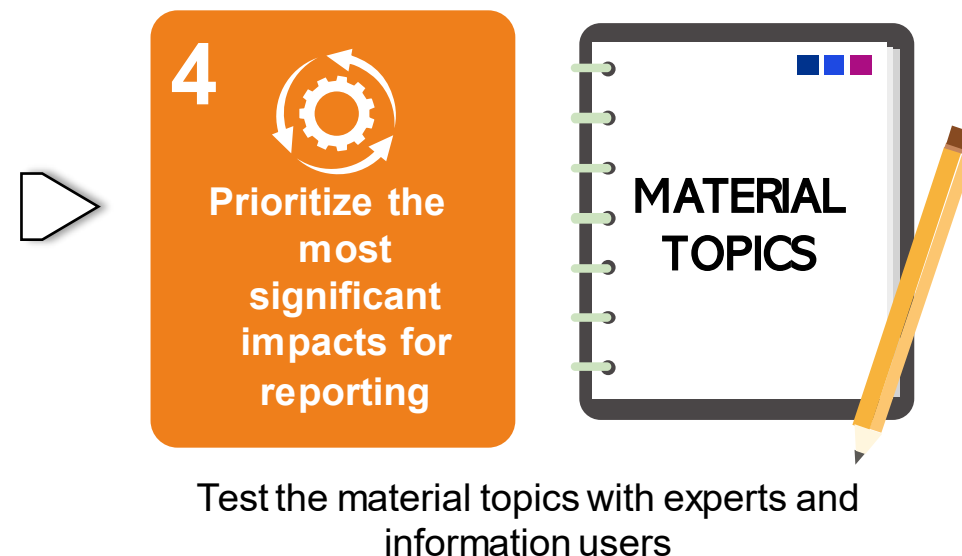 4
Prioritize the
most
significant
impacts for
reporting
MATERIAL
TOPICS
Test the material topics with experts and
information users